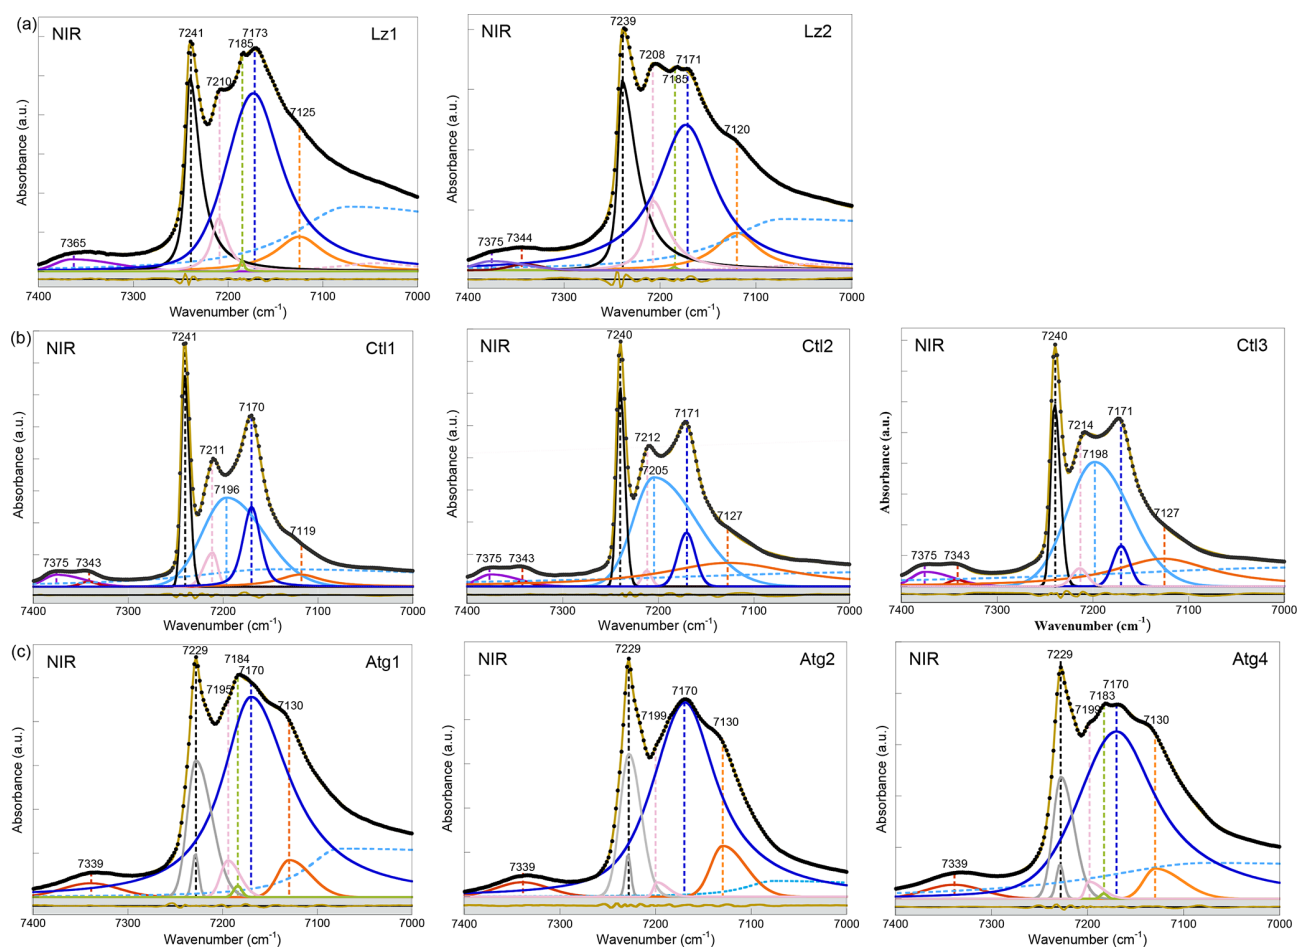 (a)
NIR
Lz1
7241
7185
7173
7210
7125
7365
7400
7300
7200
7100
7000
Wavenumber (cm⁻¹)
Absorbance (a.u.)
NIR
Lz2
7239
7208
7171
7185
7120
7375
7344
7400
7300
7200
7100
7000
Wavenumber (cm⁻¹)
Absorbance (a.u.)
(b)
NIR
Ctl1
7241
7170
7211
7196
7119
7375
7343
7400
7300
7200
7100
7000
Wavenumber (cm⁻¹)
Absorbance (a.u.)
NIR
Ctl2
7240
7171
7212
7205
7127
7375
7343
7400
7300
7200
7100
7000
Wavenumber (cm⁻¹)
Absorbance (a.u.)
NIR
Ctl3
7240
7171
7214
7198
7127
7375
7343
7400
7300
7200
7100
7000
Wavenumber (cm⁻¹)
Absorbance (a.u.)
(c)
NIR
Atg1
7229
7184
7170
7195
7130
7339
7400
7300
7200
7100
7000
Wavenumber (cm⁻¹)
Absorbance (a.u.)
NIR
Atg2
7229
7170
7199
7130
7339
7400
7300
7200
7100
7000
Wavenumber (cm⁻¹)
Absorbance (a.u.)
NIR
Atg4
7229
7170
7183
7199
7130
7339
7400
7300
7200
7100
7000
Wavenumber (cm⁻¹)
Absorbance (a.u.)